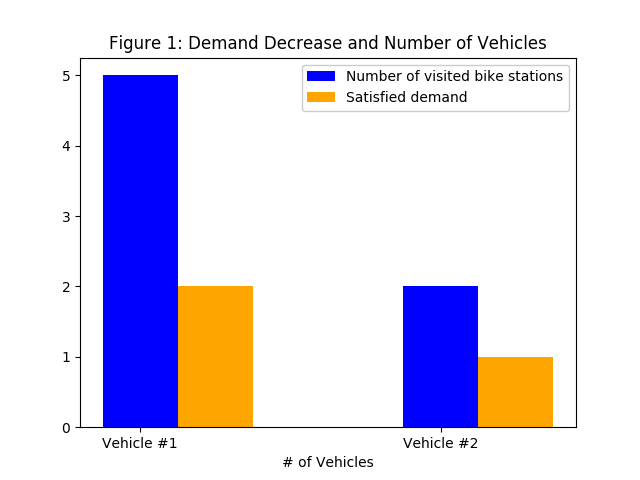 Figure 1: Demand Decrease and Number of Vehicles
Number of visited bike stations
Satisfied demand
5
4
3
2
1
0
Vehicle #1
Vehicle #2
# of Vehicles